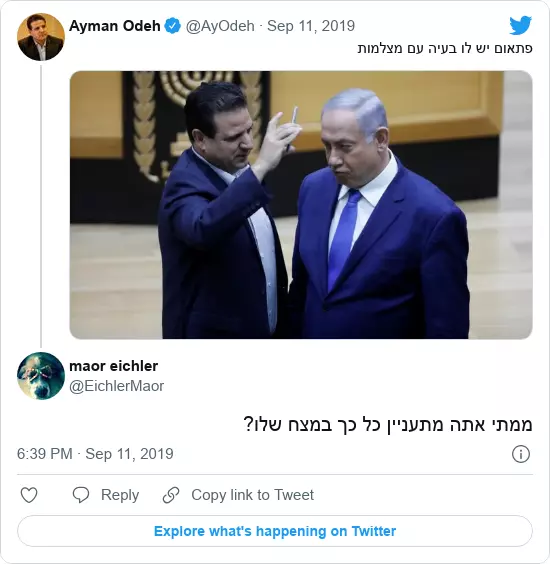 Ayman Odeh @AyOdeh · Sep 11, 2019
פתאום יש לו בעיה עם מצלמות
maor eichler
@EichlerMaor
ממתי אתה מתעניין כל כך במצח שלו?
6:39 PM · Sep 11, 2019
Reply Copy link to Tweet
Explore what's happening on Twitter